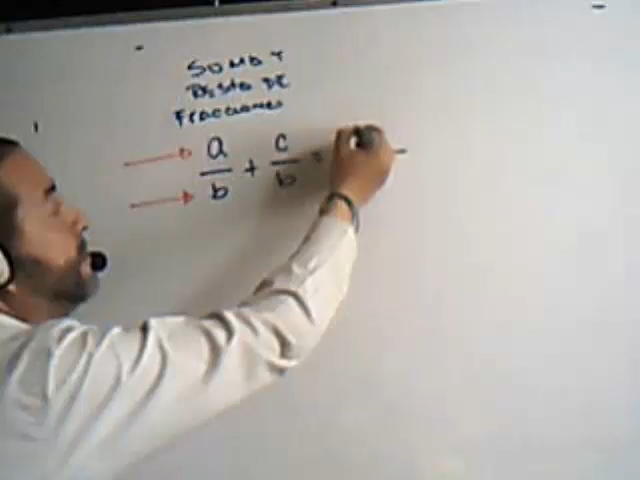 SUMA Y
RESTA DE
FRACCIONES
a/b + c/b =